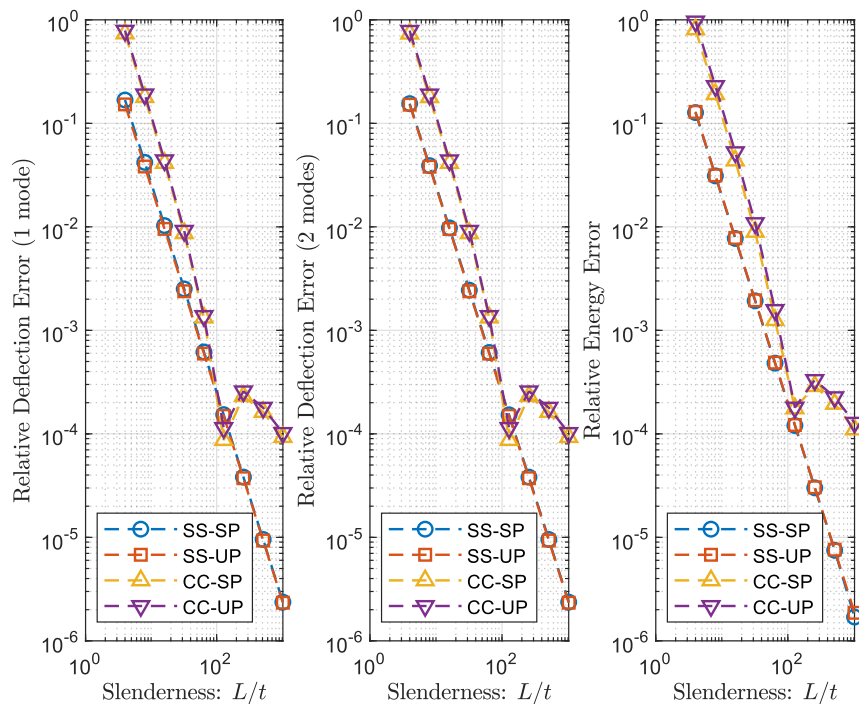 Relative Deflection Error (1 mode)
10^0
10^-1
10^-2
10^-3
10^-4
10^-5
10^-6
SS-SP
SS-UP
CC-SP
CC-UP
10^0
10^2
Slenderness: L/t
Relative Deflection Error (2 modes)
10^0
10^-1
10^-2
10^-3
10^-4
10^-5
10^-6
SS-SP
SS-UP
CC-SP
CC-UP
10^0
10^2
Slenderness: L/t
Relative Energy Error
10^0
10^-1
10^-2
10^-3
10^-4
10^-5
10^-6
SS-SP
SS-UP
CC-SP
CC-UP
10^0
10^2
Slenderness: L/t